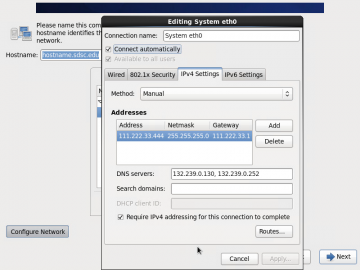 Editing System eth0
Please name this com
hostname identifies th
network.
Hostname: hostname.sdsc.edu
Connection name: System eth0
Connect automatically
Available to all users
Wired 802.1x Security IPv4 Settings IPv6 Settings
Method: Manual
Addresses
Address Netmask Gateway
111.222.33.444 255.255.255.0 111.222.33.1
Add
Delete
DNS servers: 132.239.0.130, 132.239.0.252
Search domains:
DHCP client ID:
Require IPv4 addressing for this connection to complete
Routes...
Configure Network
Cancel Apply...
Next